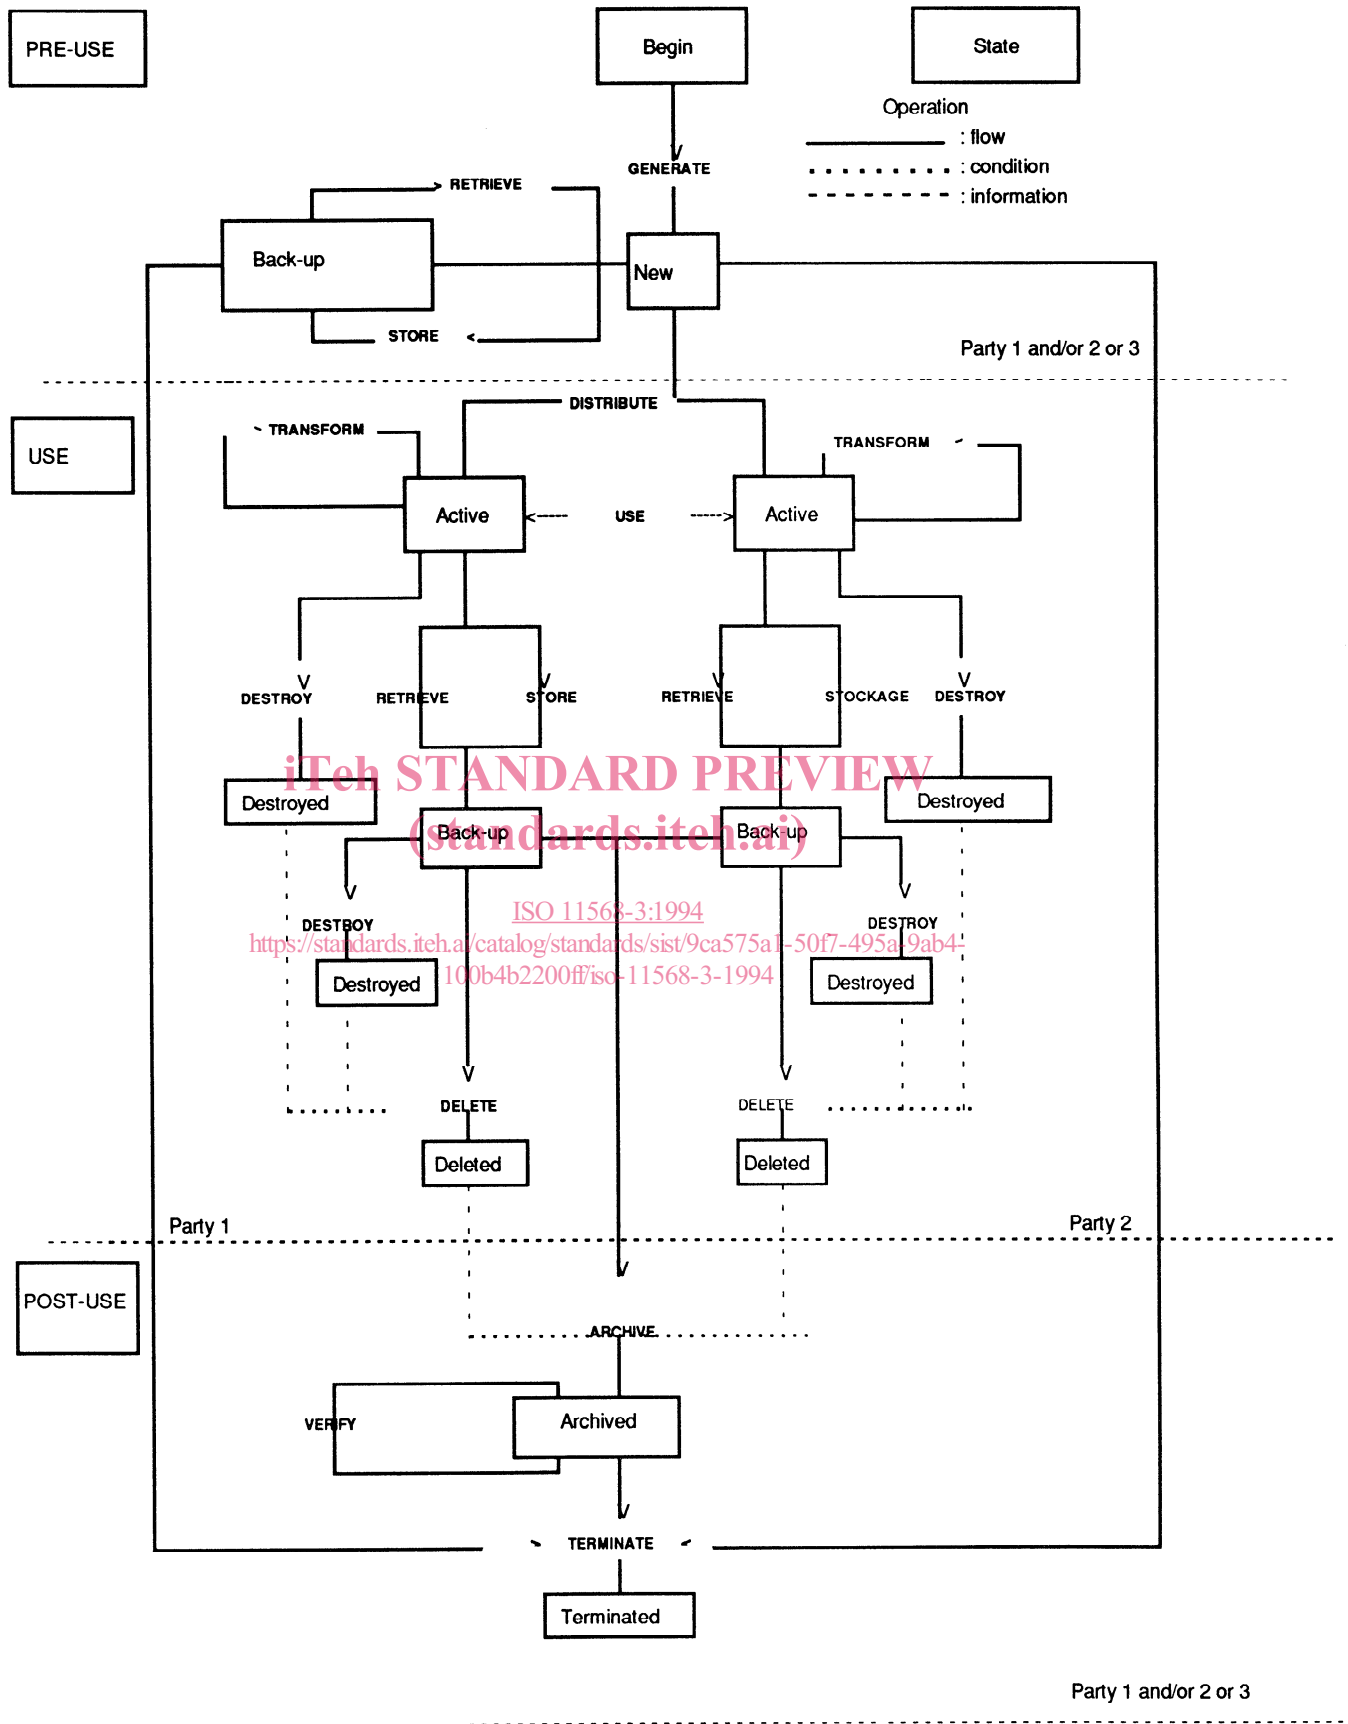 PRE-USE
Begin
State
Operation
: flow
: condition
: information
GENERATE
> RETRIEVE
Back-up
New
STORE <
Party 1 and/or 2 or 3
DISTRIBUTE
TRANSFORM
TRANSFORM
USE
Active
<----- USE ----->
Active
DESTROY
RETRIEVE
STORE
RETRIEVE
STOCKAGE
DESTROY
iTeh STANDARD PREVIEW
Destroyed
Destroyed
(standards.iteh.ai)
Back-up
Back-up
ISO 11568-3:1994
DESTROY
DESTROY
https://standards.iteh.ai/catalog/standards/sist/9ca575a1-50f7-495a-9ab4-
100b4b2200ff/iso-11568-3-1994
Destroyed
Destroyed
DELETE
DELETE
Deleted
Deleted
Party 1
Party 2
POST-USE
ARCHIVE
VERIFY
Archived
TERMINATE
Terminated
Party 1 and/or 2 or 3